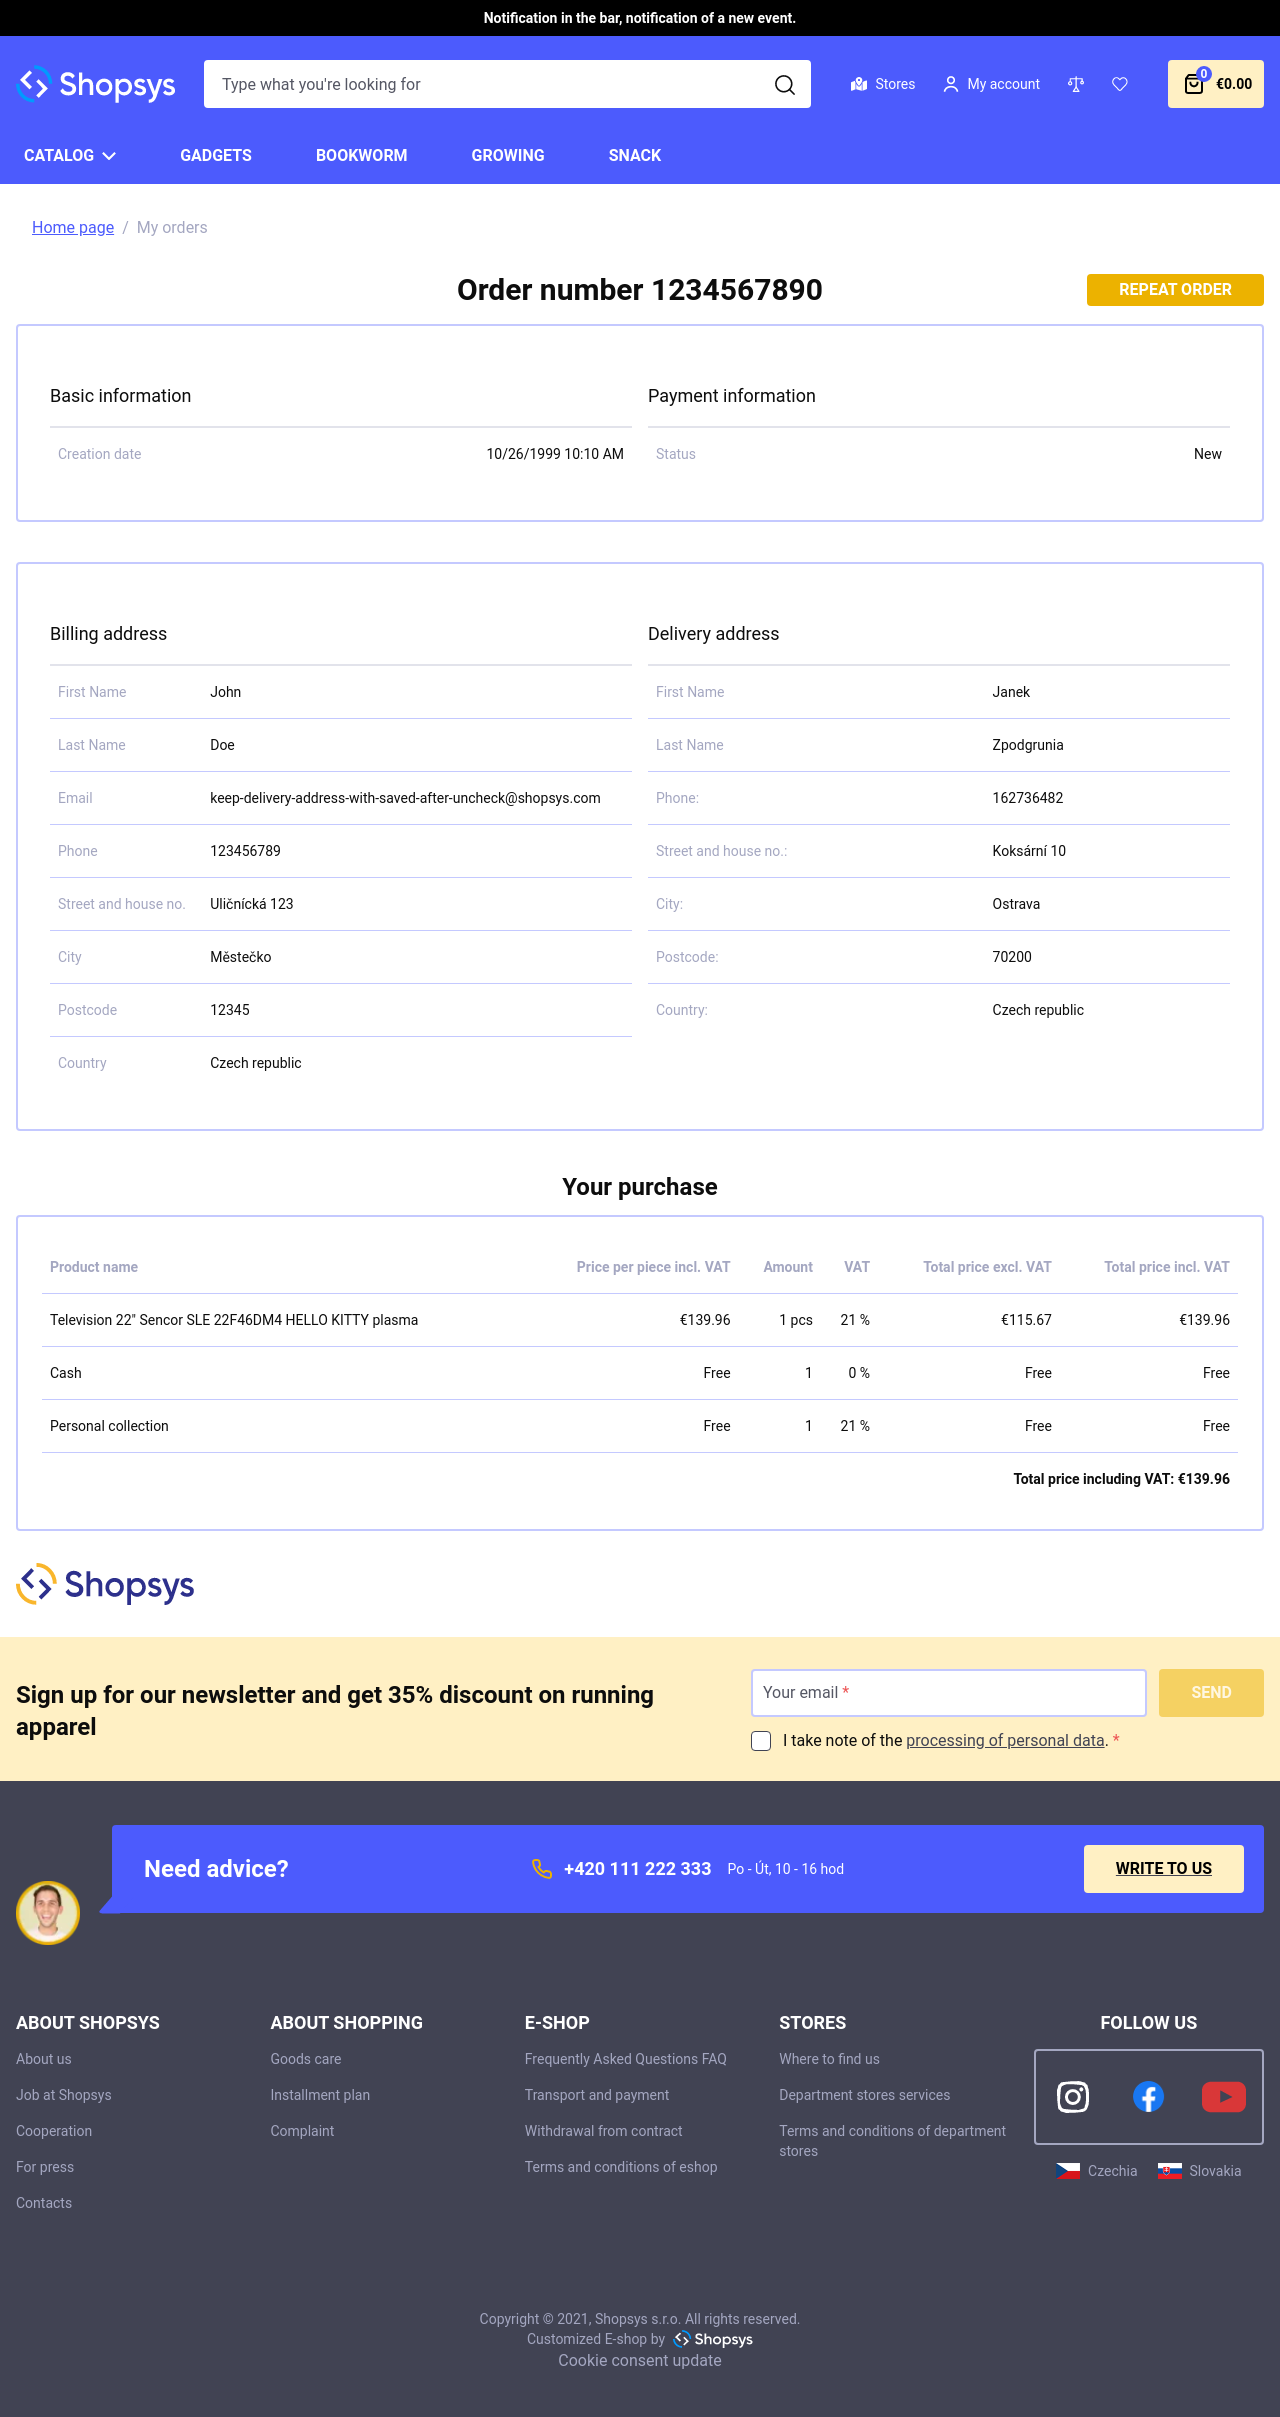 Notification in the bar, notification of a new event.
Shopsys
Type what you're looking for
Stores
My account
0
€0.00
CATALOG
GADGETS
BOOKWORM
GROWING
SNACK
Home page / My orders
Order number 1234567890
REPEAT ORDER
Basic information
Creation date 10/26/1999 10:10 AM
Payment information
Status New
Billing address
First Name John
Last Name Doe
Email keep-delivery-address-with-saved-after-uncheck@shopsys.com
Phone 123456789
Street and house no. Uličnícká 123
City Městečko
Postcode 12345
Country Czech republic
Delivery address
First Name Janek
Last Name Zpodgrunia
Phone: 162736482
Street and house no.: Koksární 10
City: Ostrava
Postcode: 70200
Country: Czech republic
Your purchase
Product name Price per piece incl. VAT Amount VAT Total price excl. VAT Total price incl. VAT
Television 22" Sencor SLE 22F46DM4 HELLO KITTY plasma €139.96 1 pcs 21 % €115.67 €139.96
Cash Free 1 0 % Free Free
Personal collection Free 1 21 % Free Free
Total price including VAT: €139.96
Shopsys
Sign up for our newsletter and get 35% discount on running
apparel
Your email *
SEND
I take note of the processing of personal data. *
Need advice?
+420 111 222 333
Po - Út, 10 - 16 hod
WRITE TO US
ABOUT SHOPSYS
About us
Job at Shopsys
Cooperation
For press
Contacts
ABOUT SHOPPING
Goods care
Installment plan
Complaint
E-SHOP
Frequently Asked Questions FAQ
Transport and payment
Withdrawal from contract
Terms and conditions of eshop
STORES
Where to find us
Department stores services
Terms and conditions of department
stores
FOLLOW US
Czechia
Slovakia
Copyright © 2021, Shopsys s.r.o. All rights reserved.
Customized E-shop by Shopsys
Cookie consent update